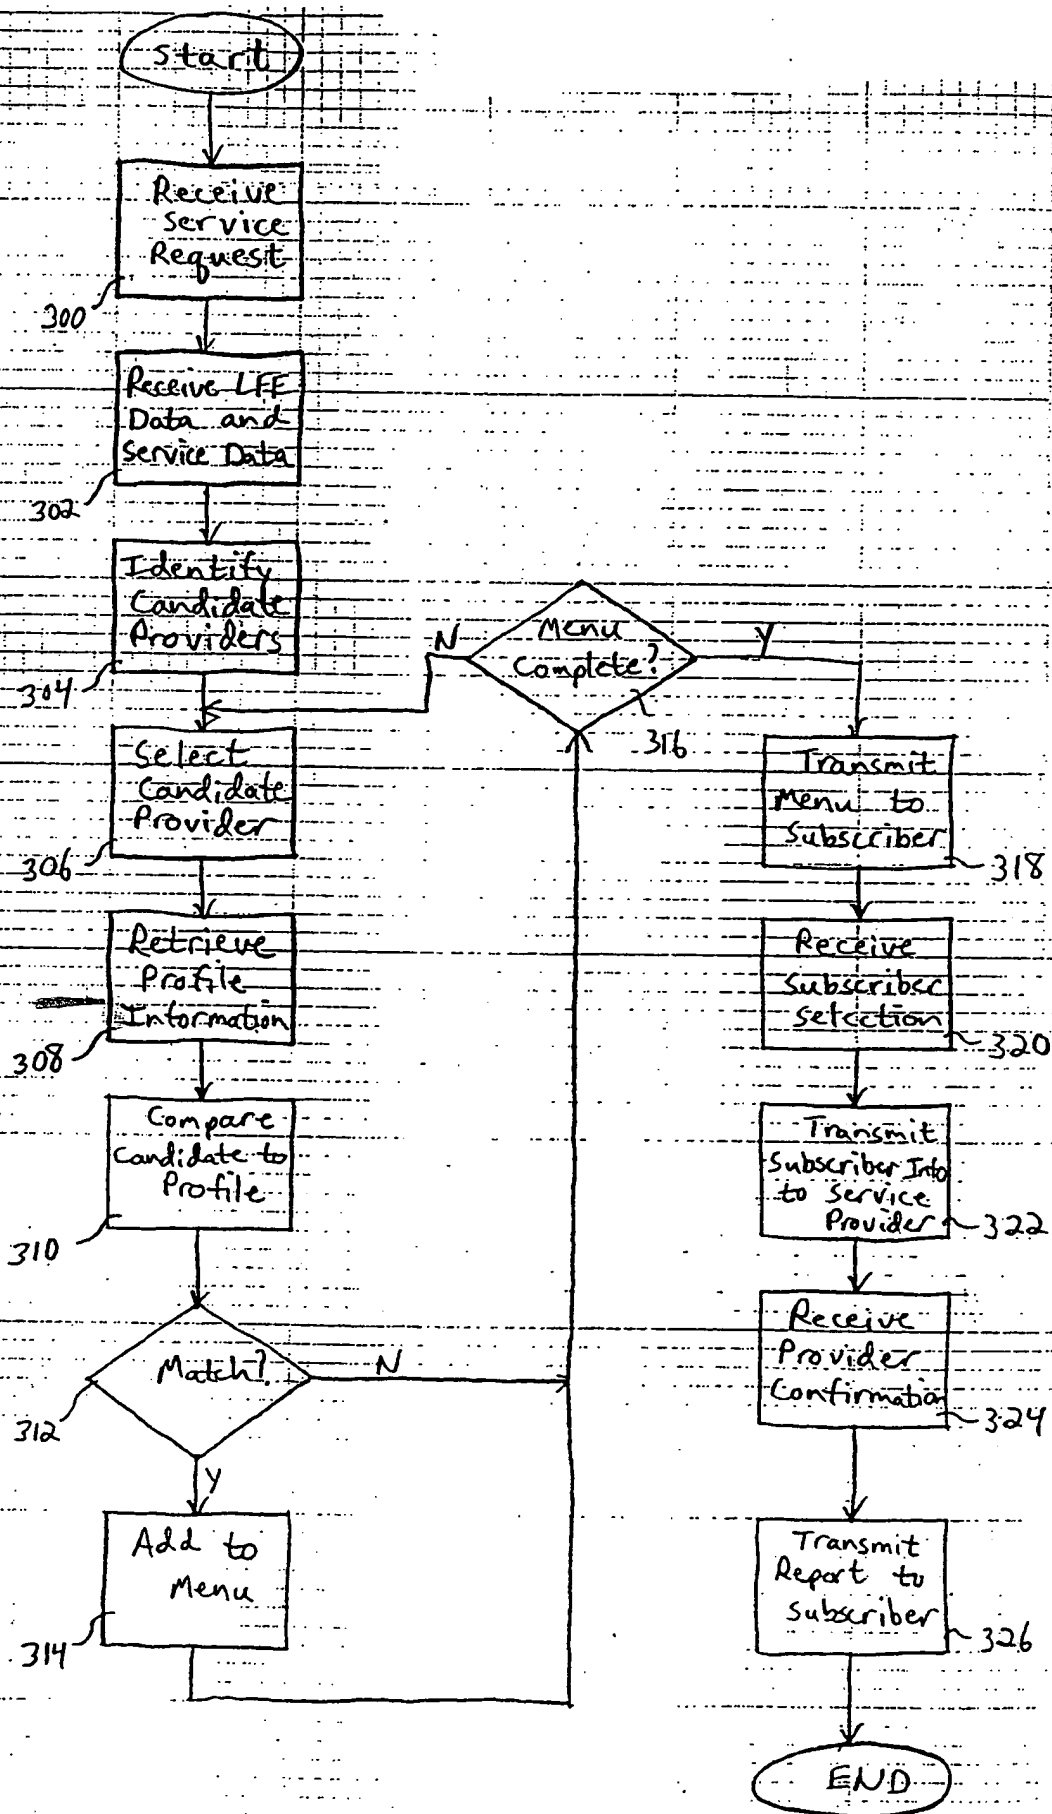 Start
Receive
Service
Request
300
Receive LFE
Data and
Service Data
302
Identify
Candidate
Providers
304
Select
Candidate
Provider
306
Retrieve
Profile
Information
308
Compare
Candidate to
Profile
310
Match?
N
312
Y
Add to
Menu
314
Menu
Complete?
N
Y
316
Transmit
Menu to
Subscriber
318
Receive
Subscriber
Selection
320
Transmit
Subscriber Info
to Service
Provider
322
Receive
Provider
Confirmation
324
Transmit
Report to
Subscriber
326
END